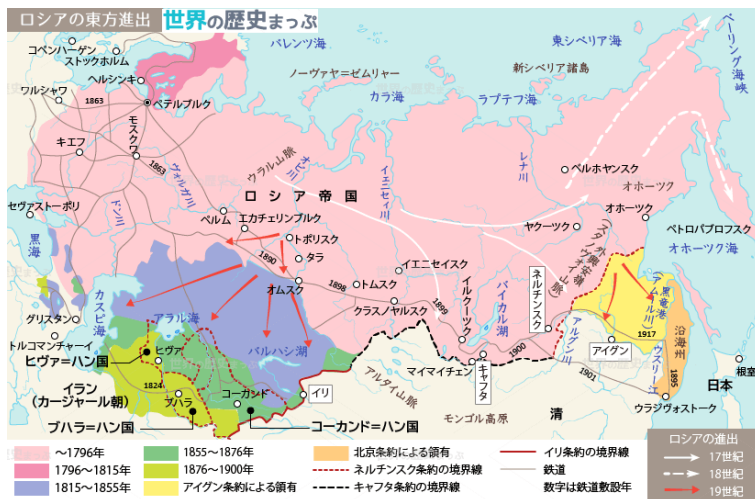 ロシアの東方進出
世界の歴史まっぷ
バレンツ海
東シベリア海
ベーリング海峡
コペンハーゲン
ストックホルム
ヘルシンキ
ノーヴァヤ=ゼムリャー
新シベリア諸島
カラ海
ラプテフ海
ワルシャワ
1863
ペテルブルク
モスクワ
キエフ
1863
ヴォルガ川
ウラル山脈
オビ川
イェニセイ川
レナ川
ベルホヤンスク
オホーツク
ロシア帝国
セヴァストーポリ
ドン川
ペルム
エカチェリンブルク
ヤクーツク
オホーツク
ペトロパブロフスク
黒海
トボリスク
タラ
1890
イエニセイスク
オホーツク海
(スタノヴォイ山脈)
外興安嶺
オムスク
トムスク
1898
クラスノヤルスク
1899
イルクーツク
バイカル湖
ネルチンスク
黒竜港
(アムール川)
カスピ海
アラル海
グリスタン
バルハシ湖
アルグン川
1917
沿海州
トルコマンチャーイ
ヒヴァ=ハン国
ヒヴァ
マイマイチェン
キャフタ
1900
アイグン
ウスリー江
イラン
(カージャール朝)
1824
ブハラ
コーカンド
イリ
アルタイ山脈
1901
1895
日本
根室
ブハラ=ハン国
コーカンド=ハン国
モンゴル高原
清
ウラジヴォストーク
～1796年
1796～1815年
1815～1855年
1855～1876年
1876～1900年
アイグン条約による領有
北京条約による領有
ネルチンスク条約の境界線
キャフタ条約の境界線
イリ条約の境界線
鉄道
数字は鉄道敷設年
ロシアの進出
17世紀
18世紀
19世紀